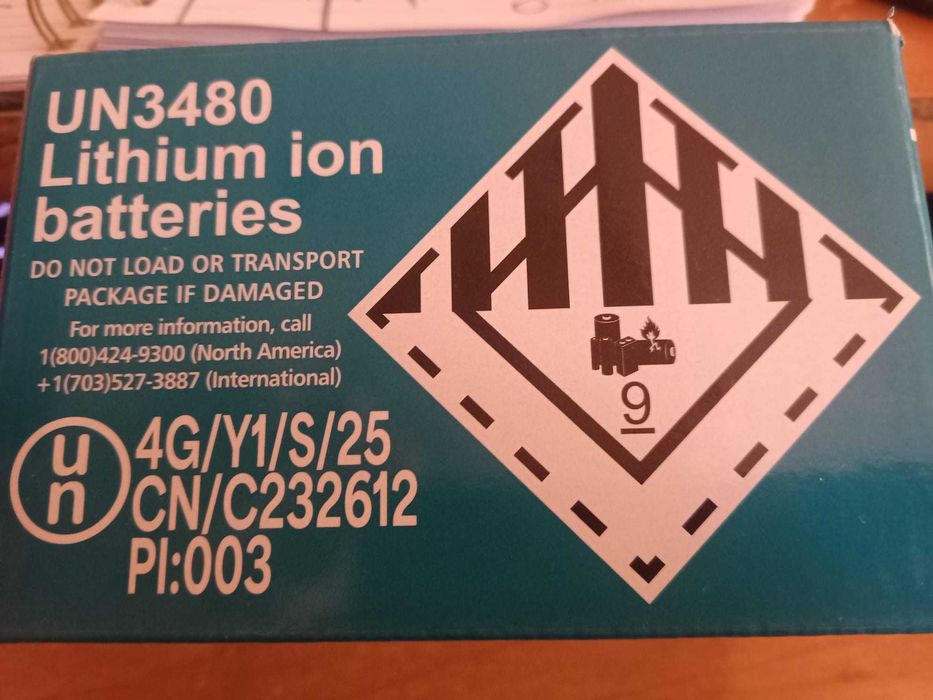 UN3480
Lithium ion
batteries
DO NOT LOAD OR TRANSPORT
PACKAGE IF DAMAGED
For more information, call
1(800)424-9300 (North America)
+1(703)527-3887 (International)
u
n
4G/Y1/S/25
CN/C232612
PI:003
9